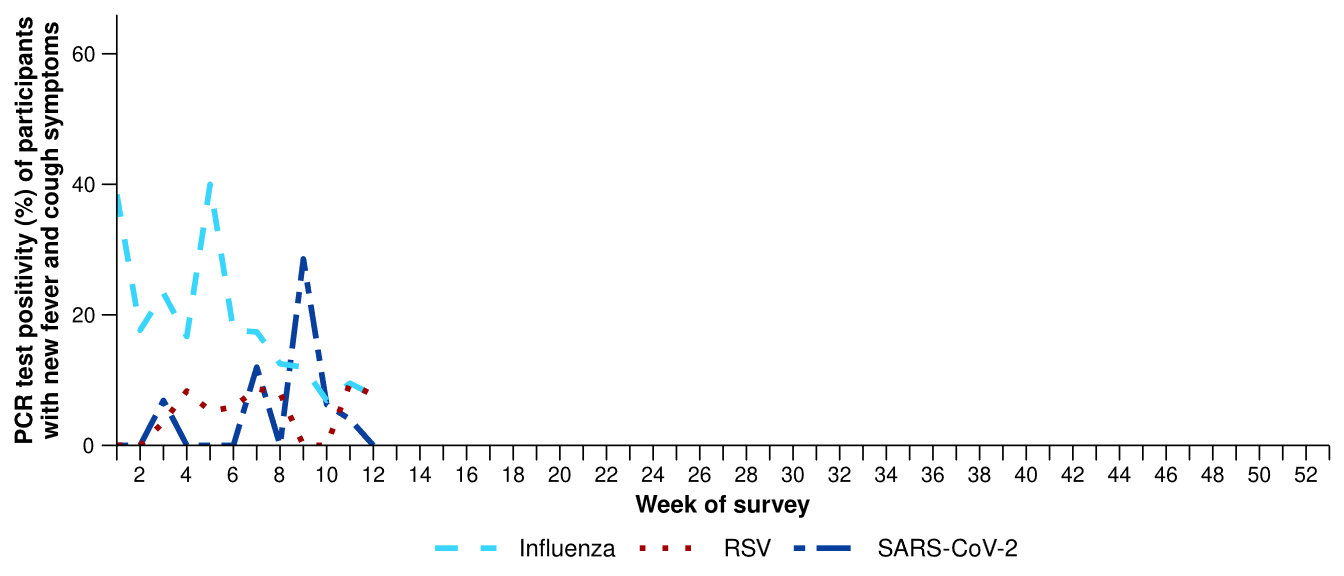 PCR test positivity (%) of participants
with new fever and cough symptoms
60
40
20
0
2 4 6 8 10 12 14 16 18 20 22 24 26 28 30 32 34 36 38 40 42 44 46 48 50 52
Week of survey
Influenza RSV SARS-CoV-2